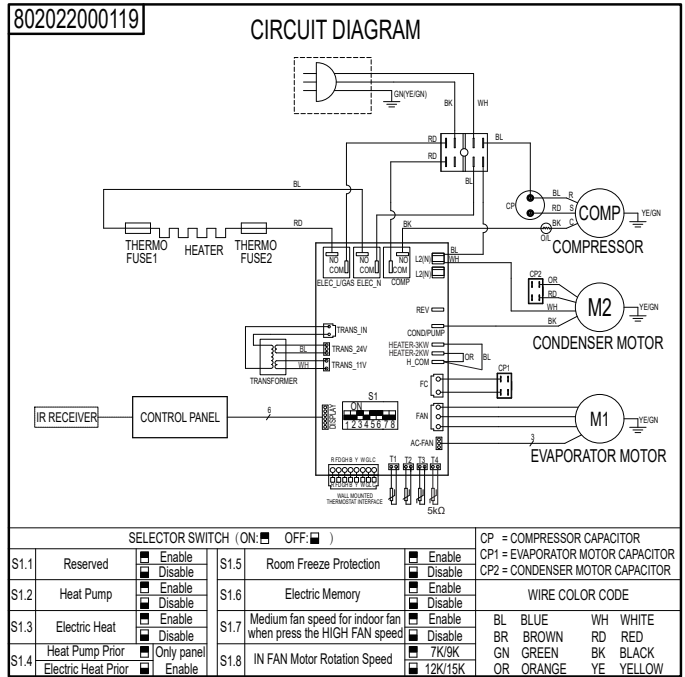 802022000119
CIRCUIT DIAGRAM
GN(YE/GN)
BK
WH
RD
RD
BL
BL
BL
CP
BL R
RD S
BK C
COMP
YE/GN
O/L
COMPRESSOR
BL
RD
BK
THERMO
FUSE1
HEATER
THERMO
FUSE2
NO
COM
NO
COM
NO
COM
ELEC_L/GAS
ELEC_N
COMP
L2(N)
L2(N)
BL
WH
CP2
OR
RD
WH
BK
M2
YE/GN
CONDENSER MOTOR
REV
COND/PUMP
HEATER-3KW
HEATER-2KW
H_COM
OR
BL
TRANS_IN
BL
TRANS_24V
WH
TRANS_11V
TRANSFORMER
FC
CP1
IR RECEIVER
CONTROL PANEL
6
DISPLAY
S1
ON
1 2 3 4 5 6 7 8
FAN
AC-FAN
3
M1
YE/GN
EVAPORATOR MOTOR
R F D G H B Y W G L C
R F D G H B Y W G L C
WALL MOUNTED
THERMOSTAT INTERFACE
T1 T2 T3 T4
5kΩ
SELECTOR SWITCH (ON: OFF: )
S1.1 Reserved Enable
Disable
S1.2 Heat Pump Enable
Disable
S1.3 Electric Heat Enable
Disable
S1.4 Heat Pump Prior Only panel
Electric Heat Prior Enable
S1.5 Room Freeze Protection Enable
Disable
S1.6 Electric Memory Enable
Disable
S1.7 Medium fan speed for indoor fan when press the HIGH FAN speed Enable
Disable
S1.8 IN FAN Motor Rotation Speed 7K/9K
12K/15K
CP = COMPRESSOR CAPACITOR
CP1 = EVAPORATOR MOTOR CAPACITOR
CP2 = CONDENSER MOTOR CAPACITOR
WIRE COLOR CODE
BL BLUE WH WHITE
BR BROWN RD RED
GN GREEN BK BLACK
OR ORANGE YE YELLOW